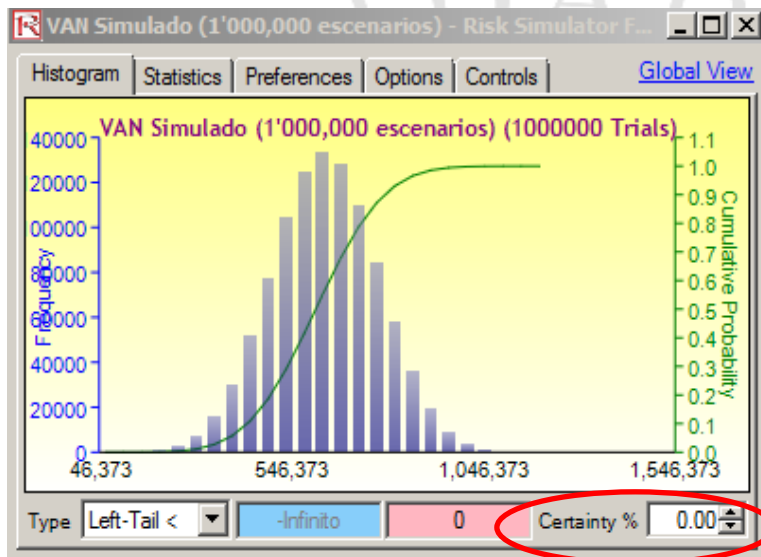 VAN Simulado (1'000,000 escenarios) - Risk Simulator F...
Histogram Statistics Preferences Options Controls Global View
VAN Simulado (1'000,000 escenarios) (1000000 Trials)
40000
20000
00000
80000
60000
40000
20000
0
Frequency
1.1
1.0
0.9
0.8
0.7
0.6
0.5
0.4
0.3
0.2
0.1
0.0
Cumulative Probability
46,373 546,373 1,046,373 1,546,373
Type Left-Tail < -Infinito 0 Certainty % 0.00